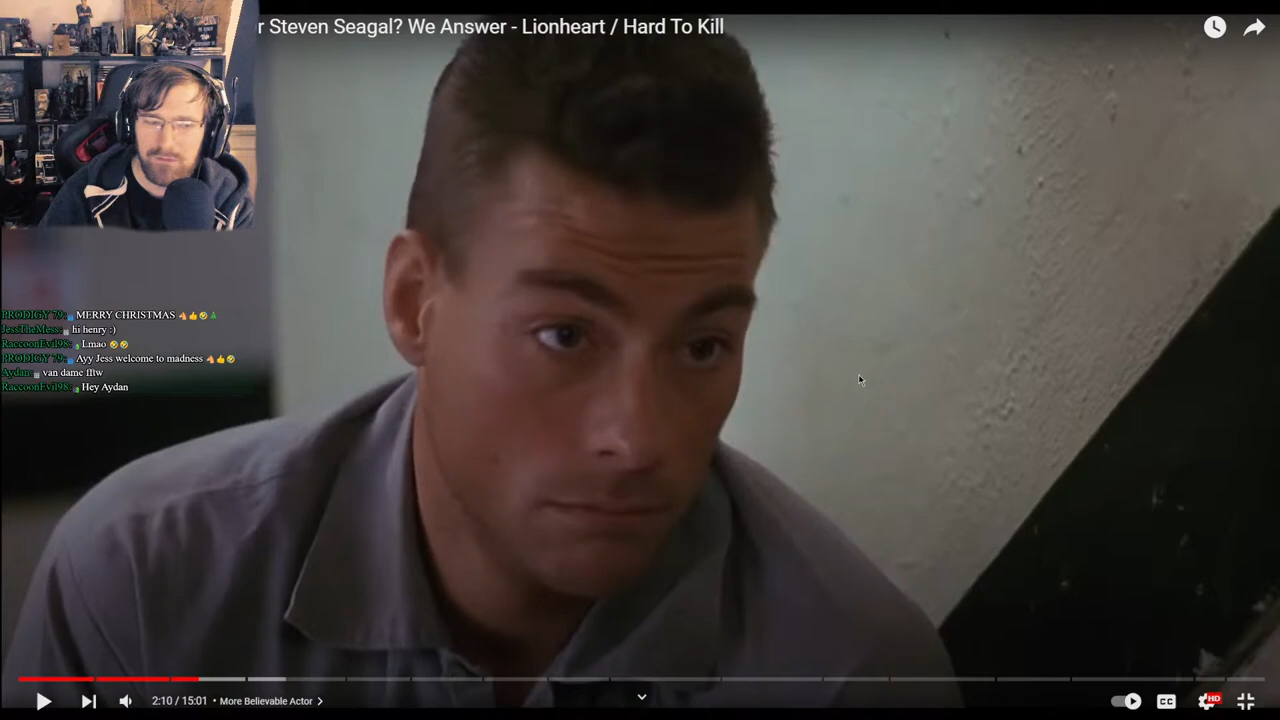 r Steven Seagal? We Answer - Lionheart / Hard To Kill
PRODIGY 79: MERRY CHRISTMAS
JessTheMess: hi henry :)
RaccoonEvil98: Lmao
PRODIGY 79: Ayy Jess welcome to madness
Aydan: van dame fltw
RaccoonEvil98: Hey Aydan
2:10 / 15:01 • More Believable Actor
CC
HD